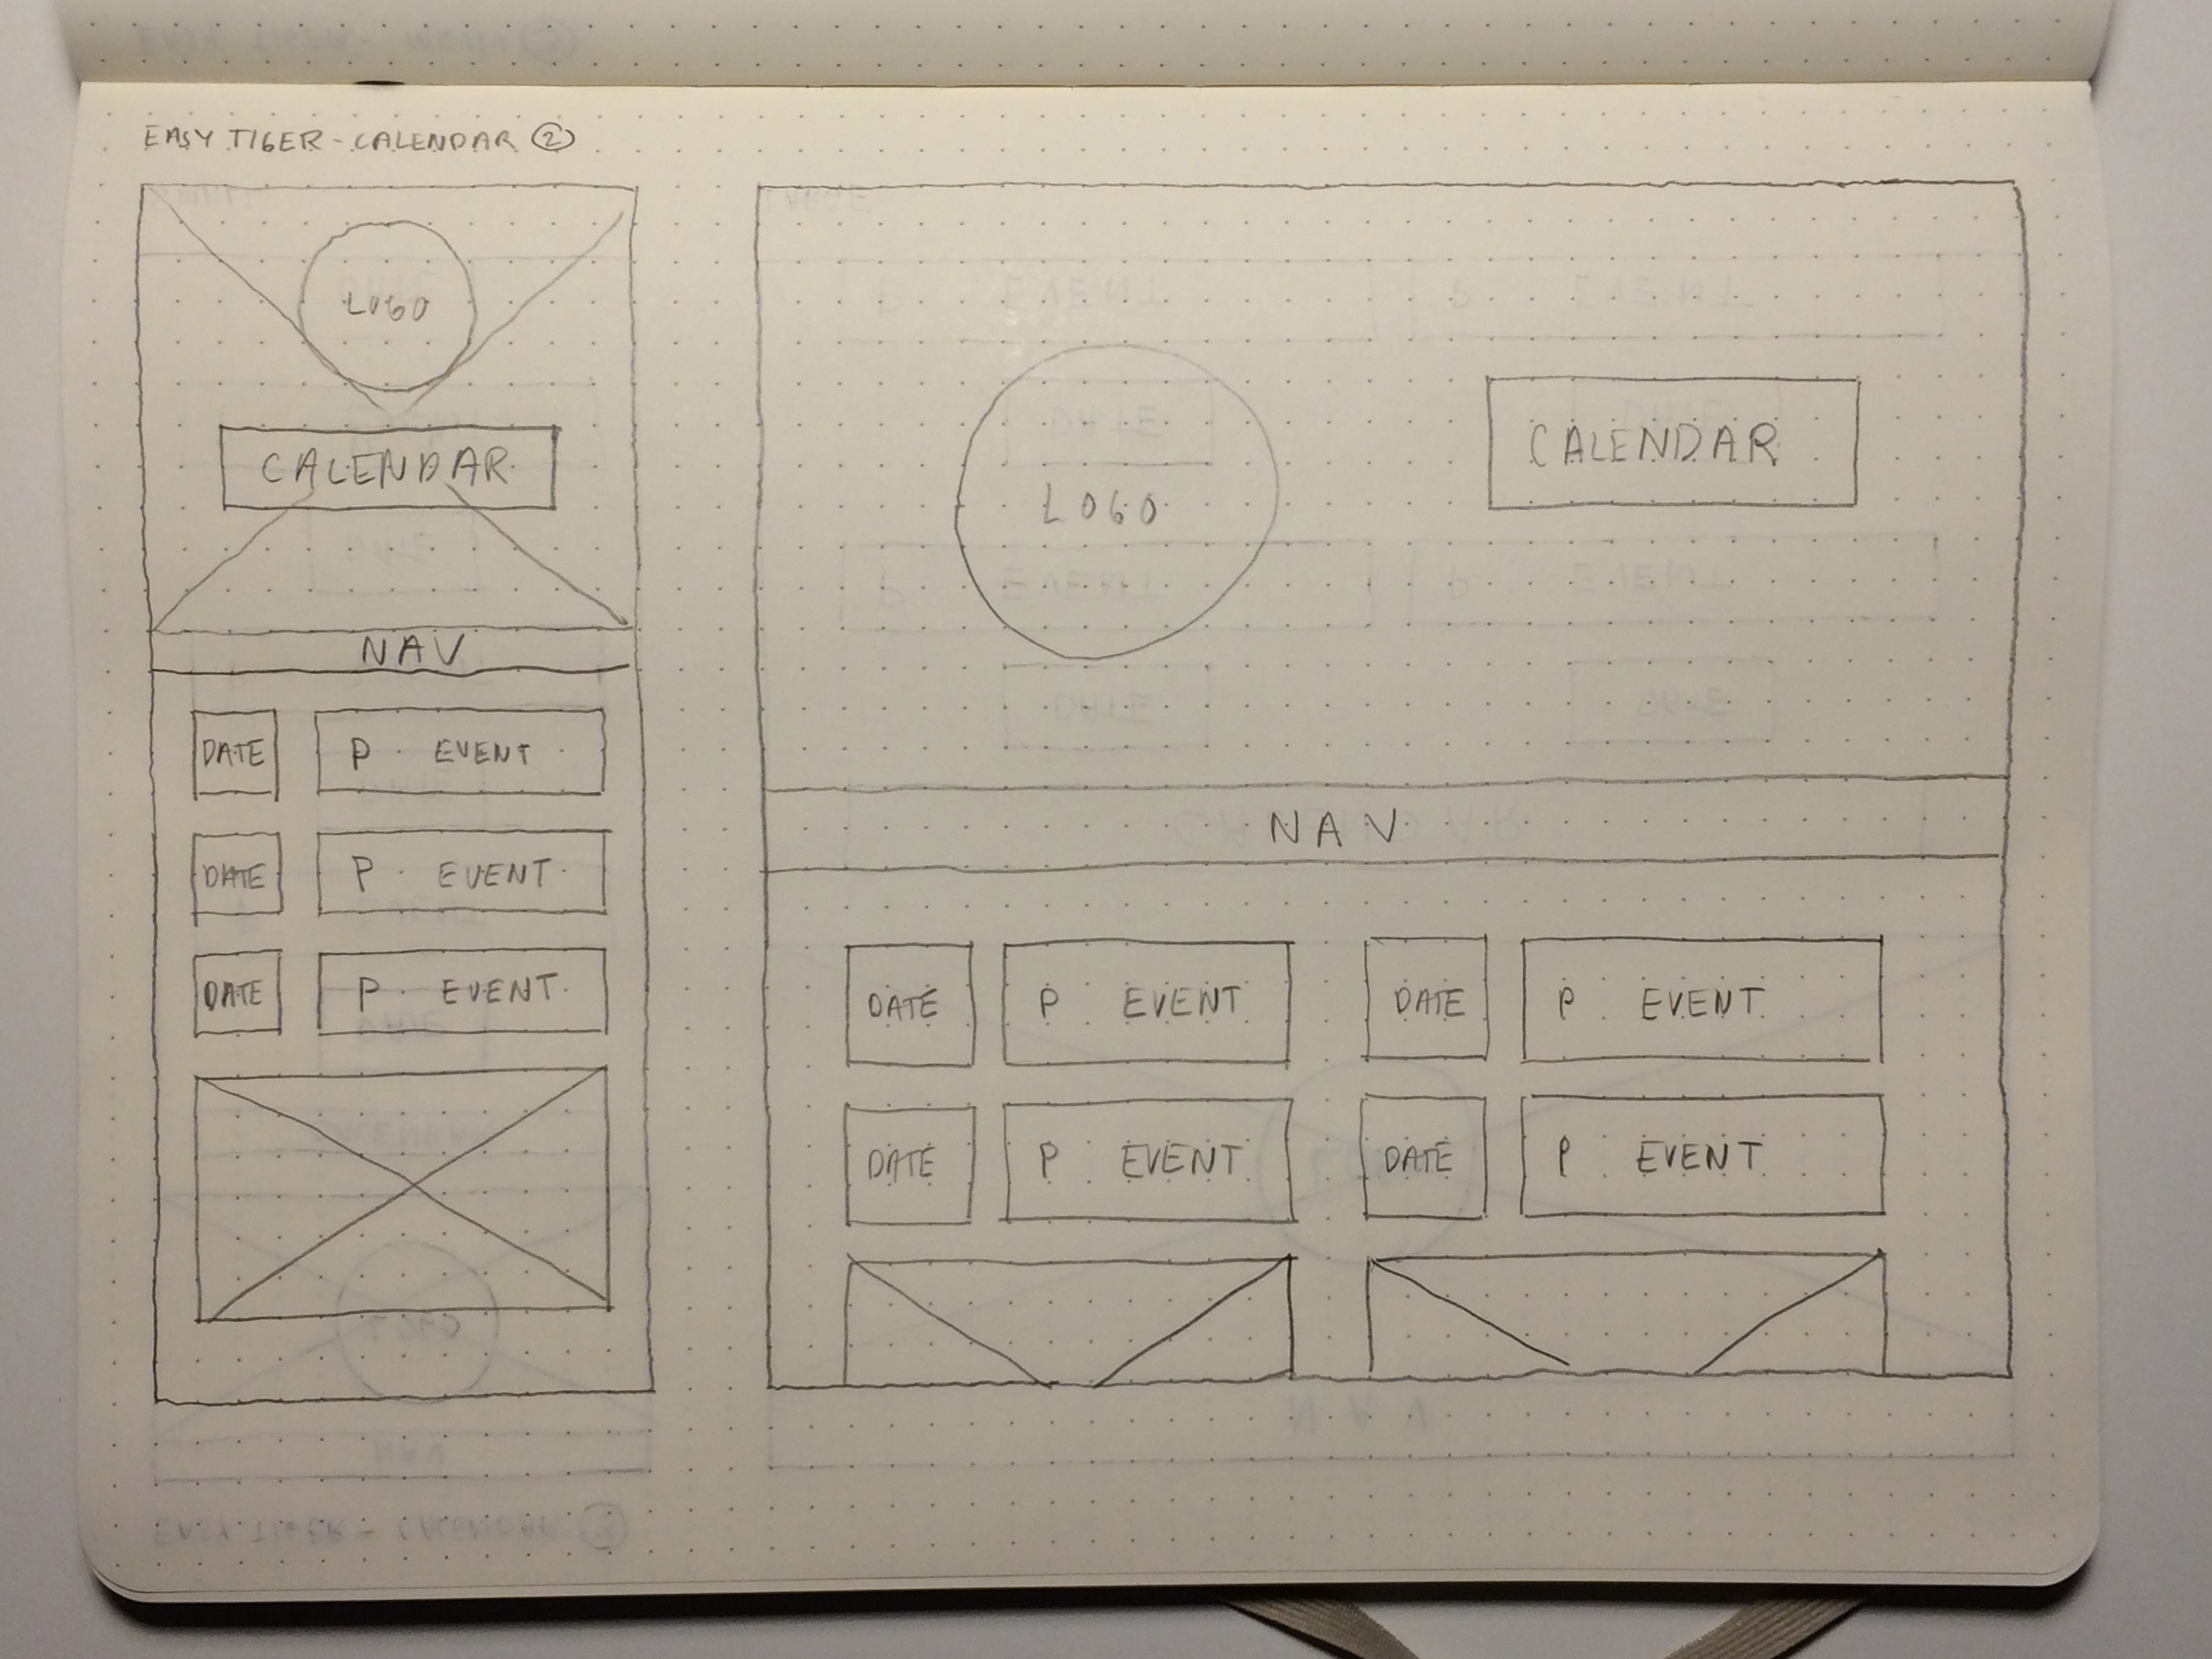 EASY TIGER - CALENDAR ②
LOGO
CALENDAR
NAV
DATE P EVENT
DATE P EVENT
DATE P EVENT
LOGO
CALENDAR
NAV
DATE P EVENT DATE P EVENT
DATE P EVENT DATE P EVENT